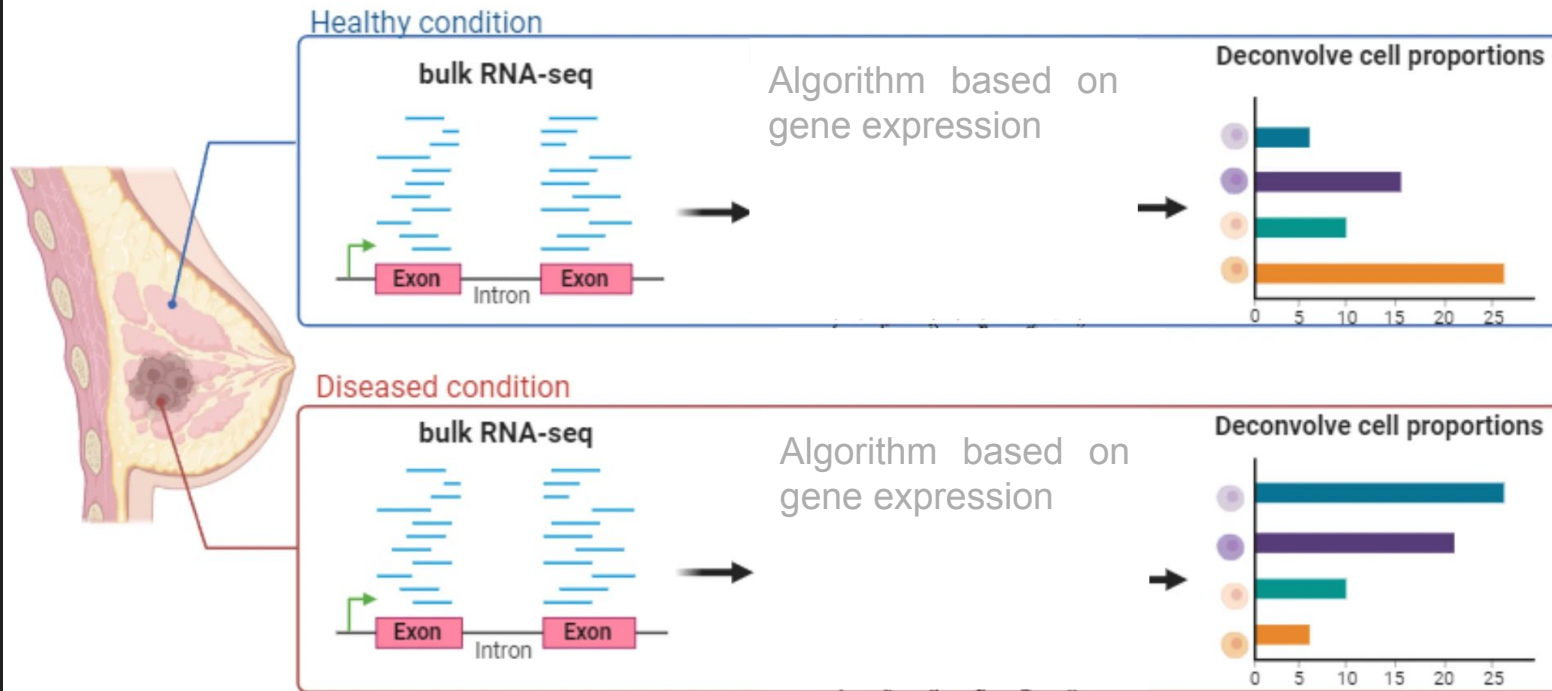 Healthy condition
bulk RNA-seq
Exon
Intron
Exon
Algorithm based on
gene expression
Deconvolve cell proportions
0 5 10 15 20 25
Diseased condition
bulk RNA-seq
Exon
Intron
Exon
Algorithm based on
gene expression
Deconvolve cell proportions
0 5 10 15 20 25